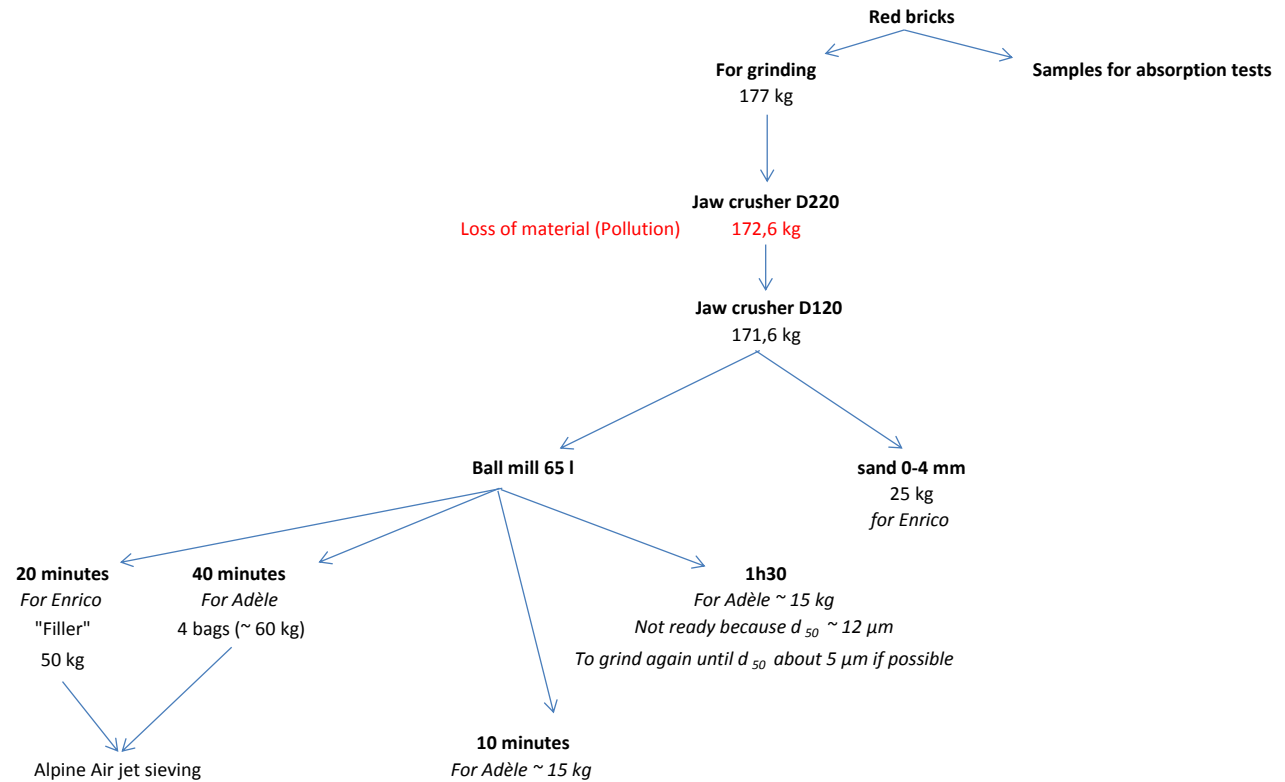 Red bricks
For grinding
177 kg
Samples for absorption tests
Jaw crusher D220
Loss of material (Pollution)
172,6 kg
Jaw crusher D120
171,6 kg
Ball mill 65 l
sand 0-4 mm
25 kg
for Enrico
20 minutes
For Enrico
"Filler"
50 kg
40 minutes
For Adèle
4 bags (~ 60 kg)
1h30
For Adèle ~ 15 kg
Not ready because d 50 ~ 12 µm
To grind again until d 50 about 5 µm if possible
Alpine Air jet sieving
10 minutes
For Adèle ~ 15 kg